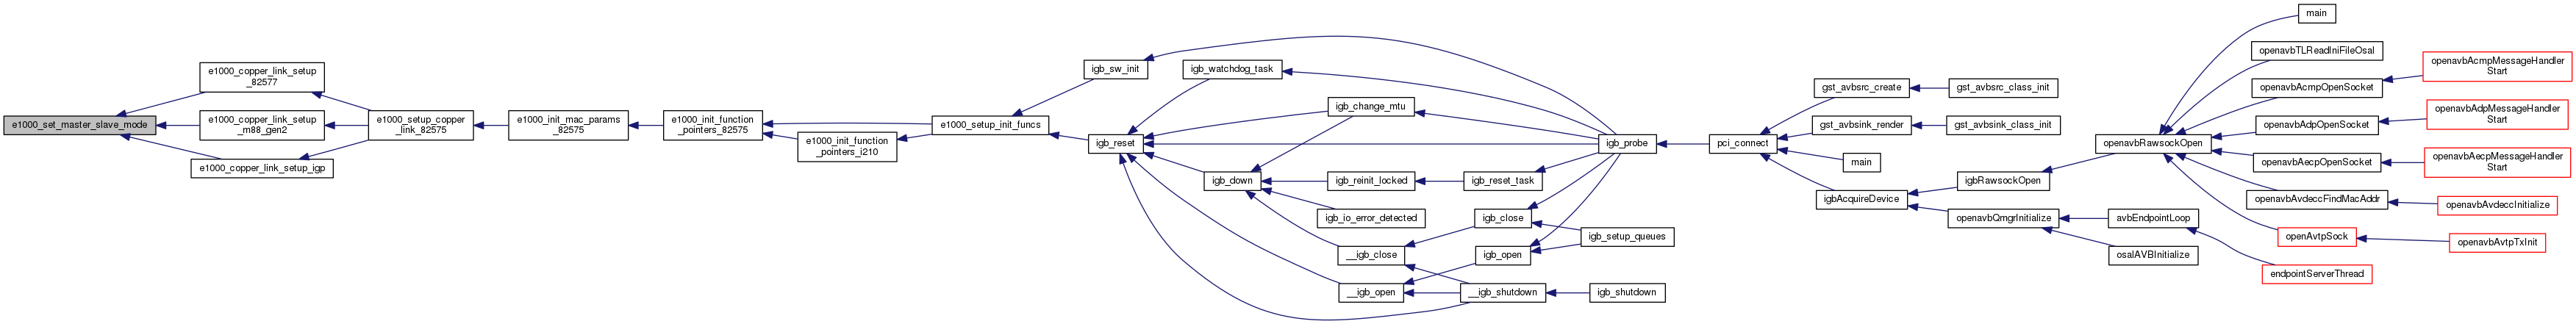 e1000_set_master_slave_mode
e1000_copper_link_setup
_82577
e1000_copper_link_setup
_m88_gen2
e1000_copper_link_setup_igp
e1000_setup_copper
_link_82575
e1000_init_mac_params
_82575
e1000_init_function
_pointers_82575
e1000_init_function
_pointers_i210
e1000_setup_init_funcs
igb_sw_init
igb_reset
igb_watchdog_task
igb_down
igb_change_mtu
igb_reinit_locked
igb_io_error_detected
__igb_close
__igb_open
igb_reset_task
igb_close
igb_open
__igb_shutdown
igb_probe
igb_setup_queues
igb_shutdown
pci_connect
gst_avbsrc_create
gst_avbsink_render
main
igbAcquireDevice
gst_avbsrc_class_init
gst_avbsink_class_init
igbRawsockOpen
openavbQmgrInitialize
avbEndpointLoop
osalAVBInitialize
openavbRawsockOpen
main
openavbTLReadIniFileOsal
openavbAcmpOpenSocket
openavbAdpOpenSocket
openavbAecpOpenSocket
openavbAvdeccFindMacAddr
openAvtpSock
endpointServerThread
openavbAcmpMessageHandler
Start
openavbAdpMessageHandler
Start
openavbAecpMessageHandler
Start
openavbAvdeccInitialize
openavbAvtpTxInit